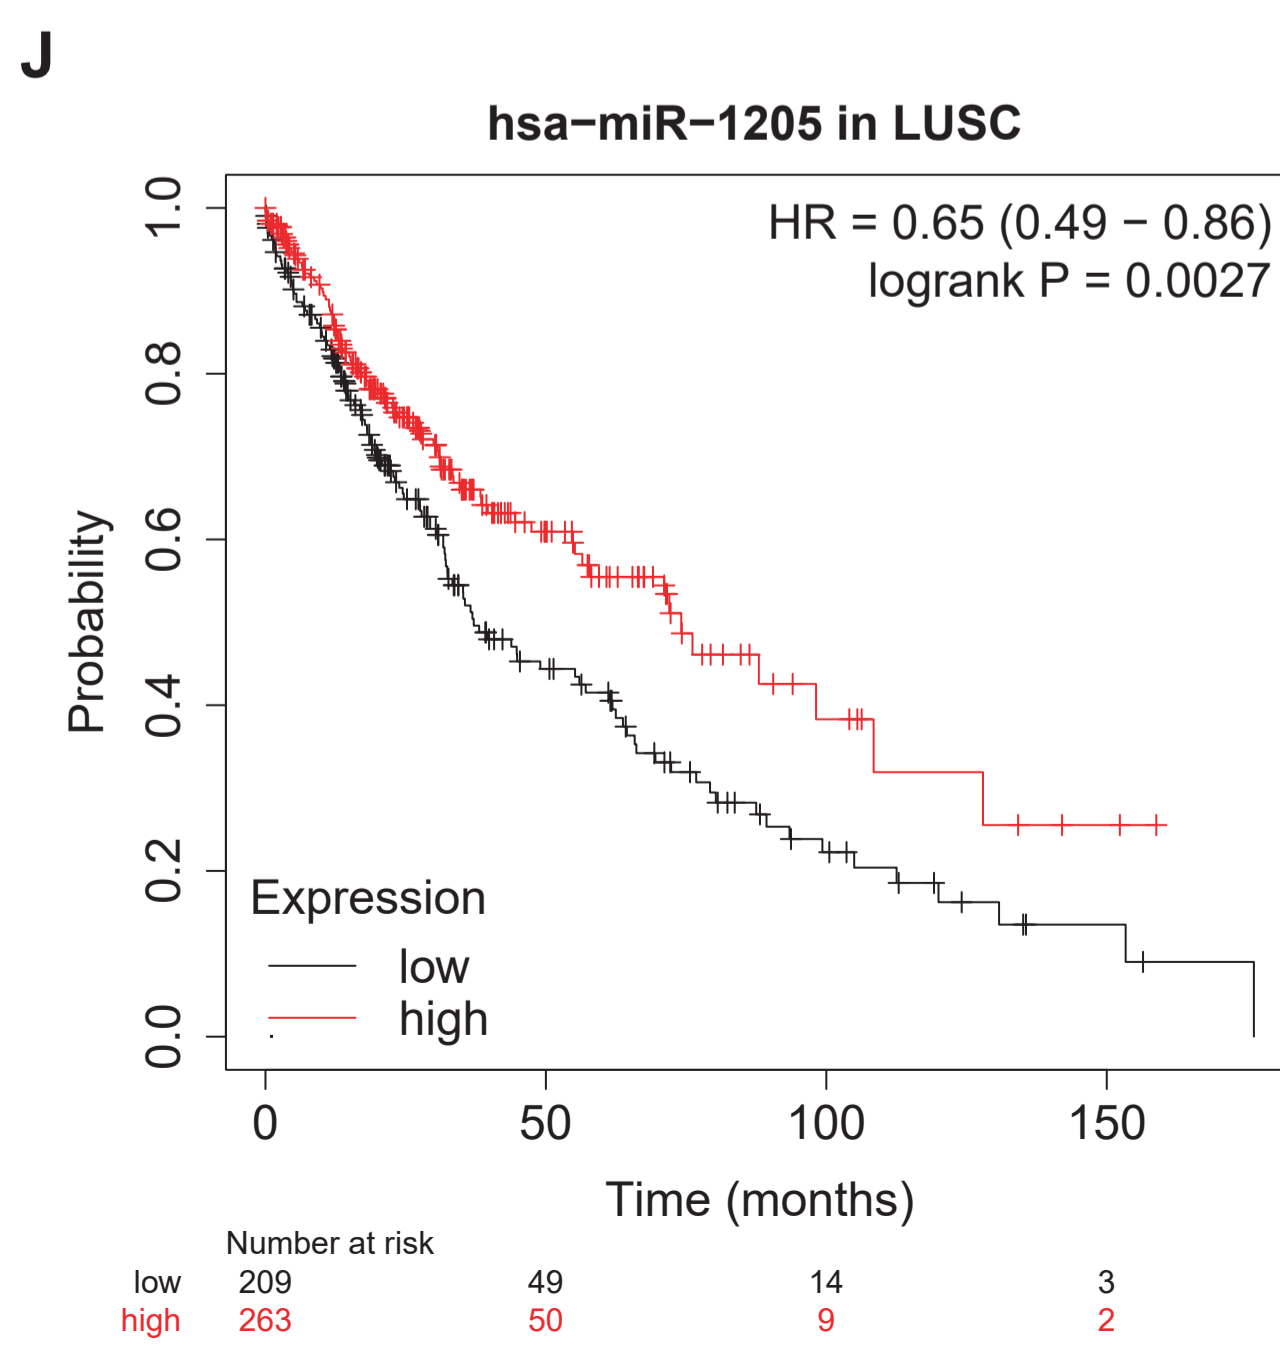 J
hsa−miR−1205 in LUSC
HR = 0.65 (0.49 − 0.86)
logrank P = 0.0027
Probability
1.0
0.8
0.6
0.4
0.2
0.0
Expression
low
high
0 50 100 150
Time (months)
Number at risk
low 209 49 14 3
high 263 50 9 2